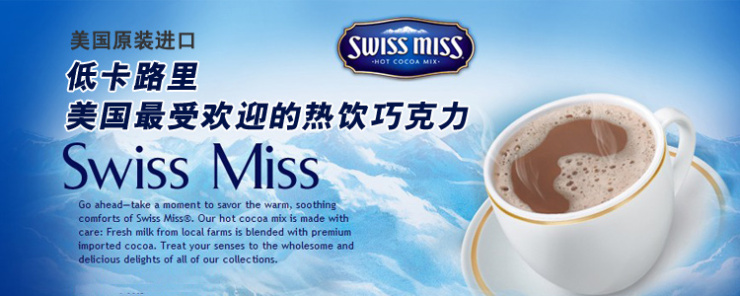 美国原装进口
低卡路里
美国最受欢迎的热饮巧克力
SWISS MISS
·HOT COCOA MIX·
Swiss Miss
Go ahead—take a moment to savor the warm, soothing
comforts of Swiss Miss®. Our hot cocoa mix is made with
care: Fresh milk from local farms is blended with premium
imported cocoa. Treat your senses to the wholesome and
delicious delights of all of our collections.